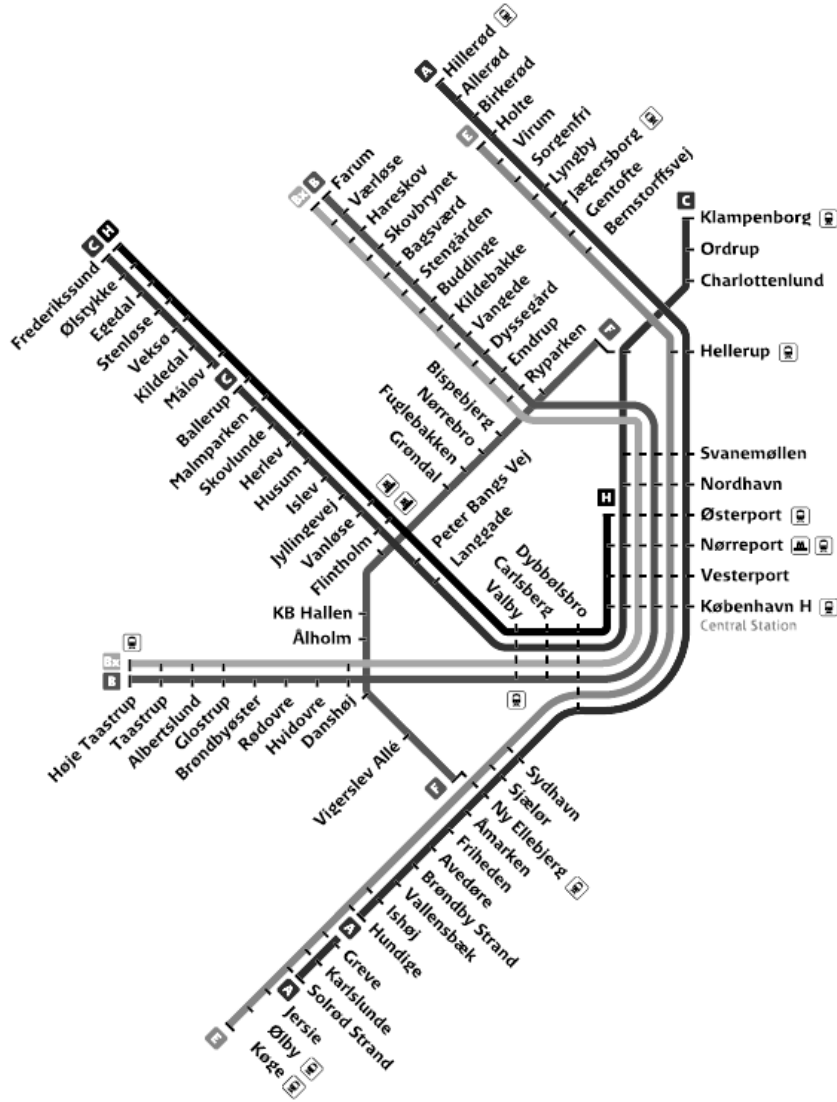 A
Hillerød
Allerød
Birkerød
Holte
E
Virum
Sorgenfri
Lyngby
Jægersborg
Gentofte
Bernstorffsvej
C
Klampenborg
Ordrup
Charlottenlund
Hellerup
Svanemøllen
Nordhavn
Østerport
Nørreport
Vesterport
København H
Central Station
Bx
B
Farum
Værløse
Hareskov
Skovbrynet
Bagsværd
Stengården
Buddinge
Kildebakke
Vangede
Dyssegård
Emdrup
Ryparken
F
Bispebjerg
Nørrebro
Fuglebakken
Grøndal
C
H
Frederikssund
Ølstykke
Egedal
Stenløse
Veksø
Kildedal
Måløv
C
Ballerup
Malmparken
Skovlunde
Herlev
Husum
Islev
Jyllingevej
Vanløse
Flintholm
Peter Bangs Vej
Langgade
Valby
Carlsberg
Dybbølsbro
H
KB Hallen
Ålholm
Bx
B
Høje Taastrup
Taastrup
Albertslund
Glostrup
Brøndbyøster
Rødovre
Hvidovre
Danshøj
Vigerslev Allé
F
Sydhavn
Sjælør
Ny Ellebjerg
Åmarken
Friheden
Avedøre
Brøndby Strand
Vallensbæk
Ishøj
Hundige
A
Greve
Karlslunde
Solrød Strand
A
Jersie
Ølby
Køge
E